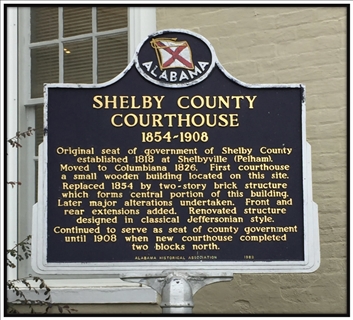 ALABAMA
SHELBY COUNTY
COURTHOUSE
1854-1908
Original seat of government of Shelby County
established 1818 at Shelbyville (Pelham).
Moved to Columbiana 1826. First courthouse
a small wooden building located on this site.
Replaced 1854 by two-story brick structure
which forms central portion of this building.
Later major alterations undertaken. Front and
rear extensions added. Renovated structure
designed in classical Jeffersonian style.
Continued to serve as seat of county government
until 1908 when new courthouse completed
two blocks north.
ALABAMA HISTORICAL ASSOCIATION